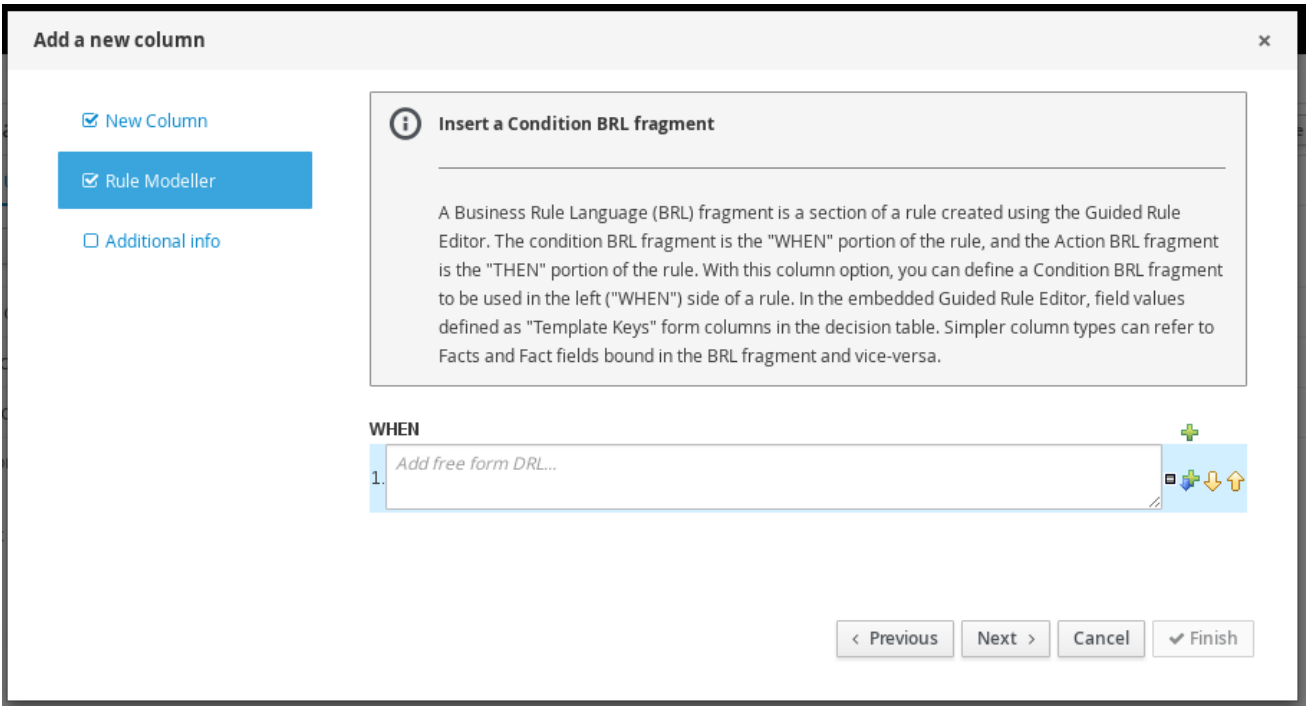 Add a new column
New Column
Rule Modeller
Additional info
Insert a Condition BRL fragment
A Business Rule Language (BRL) fragment is a section of a rule created using the Guided Rule
Editor. The condition BRL fragment is the "WHEN" portion of the rule, and the Action BRL fragment
is the "THEN" portion of the rule. With this column option, you can define a Condition BRL fragment
to be used in the left ("WHEN") side of a rule. In the embedded Guided Rule Editor, field values
defined as "Template Keys" form columns in the decision table. Simpler column types can refer to
Facts and Fact fields bound in the BRL fragment and vice-versa.
WHEN
1. Add free form DRL...
Previous Next Cancel Finish